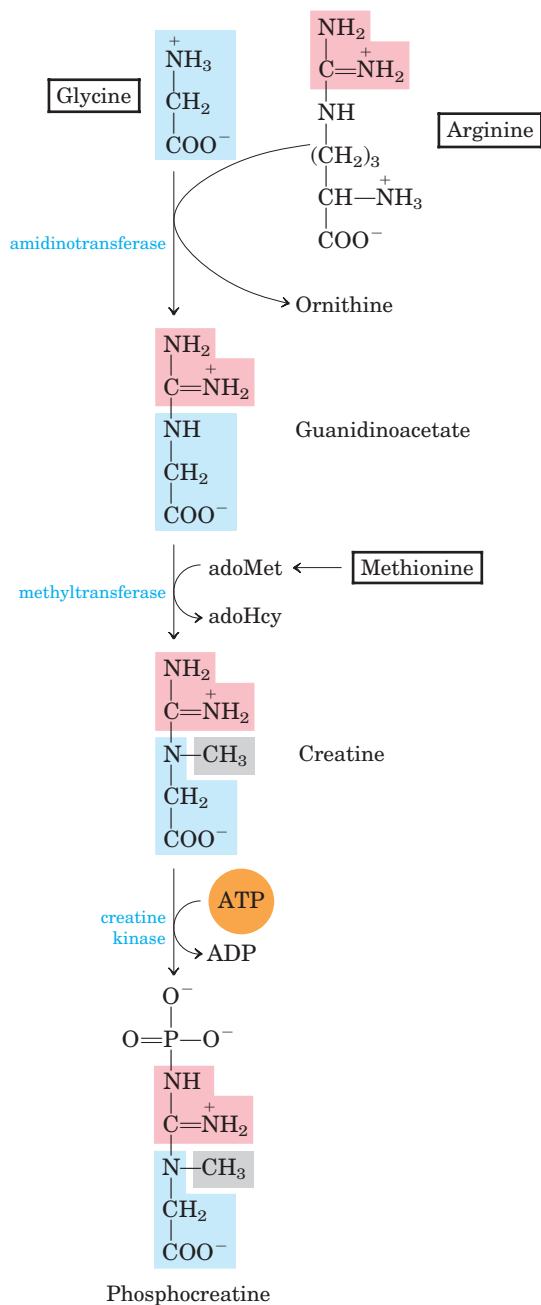 NH₃⁺
Glycine
CH₂
COO⁻
NH₂
C=NH₂⁺
NH
Arginine
(CH₂)₃
CH—NH₃⁺
COO⁻
amidinotransferase
Ornithine
NH₂
C=NH₂⁺
NH
Guanidinoacetate
CH₂
COO⁻
adoMet
Methionine
methyltransferase
adoHcy
NH₂
C=NH₂⁺
N—CH₃
Creatine
CH₂
COO⁻
ATP
creatine
kinase
ADP
O⁻
O=P—O⁻
NH
C=NH₂⁺
N—CH₃
CH₂
COO⁻
Phosphocreatine